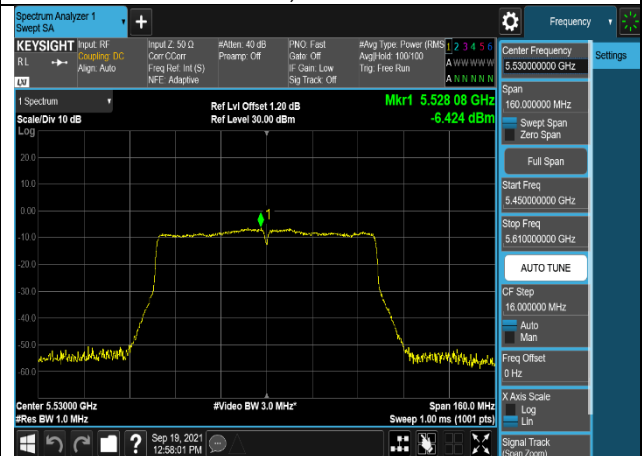 Spectrum Analyzer 1
Swept SA
Frequency
KEYSIGHT
RL
Input: RF
Coupling: DC
Align: Auto
Input Z: 50 Ω
Corr CCorr
Freq Ref: Int (S)
NFE: Adaptive
#Atten: 40 dB
Preamp: Off
PNO: Fast
Gate: Off
IF Gain: Low
Sig Track: Off
#Avg Type: Power (RMS
Avg|Hold: 100/100
Trig: Free Run
1 2 3 4 5 6
A W W W W W
A N N N N N
LXI
1 Spectrum
Scale/Div 10 dB
Log
Ref Lvl Offset 1.20 dB
Ref Level 30.00 dBm
Mkr1 5.528 08 GHz
-6.424 dBm
20.0
10.0
0.00
1
-10.0
-20.0
-30.0
-40.0
-50.0
-60.0
Center 5.53000 GHz
#Res BW 1.0 MHz
#Video BW 3.0 MHz*
Span 160.0 MHz
Sweep 1.00 ms (1001 pts)
Sep 19, 2021
12:58:01 PM
Center Frequency
5.530000000 GHz
Settings
Span
160.000000 MHz
Swept Span
Zero Span
Full Span
Start Freq
5.450000000 GHz
Stop Freq
5.610000000 GHz
AUTO TUNE
CF Step
16.000000 MHz
Auto
Man
Freq Offset
0 Hz
X Axis Scale
Log
Lin
Signal Track
(Span Zoom)